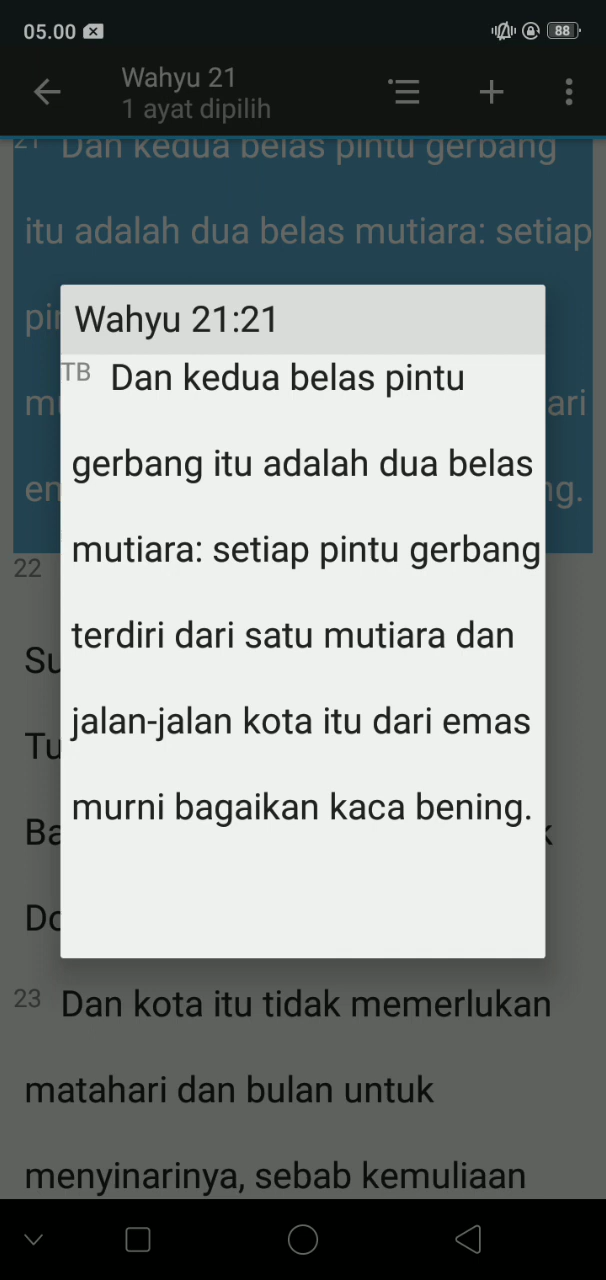 05.00
88
Wahyu 21
1 ayat dipilih
21 Dan kedua belas pintu gerbang
itu adalah dua belas mutiara: setiap
Wahyu 21:21
TB Dan kedua belas pintu
gerbang itu adalah dua belas
mutiara: setiap pintu gerbang
terdiri dari satu mutiara dan
jalan-jalan kota itu dari emas
murni bagaikan kaca bening.
22
23 Dan kota itu tidak memerlukan
matahari dan bulan untuk
menyinarinya, sebab kemuliaan